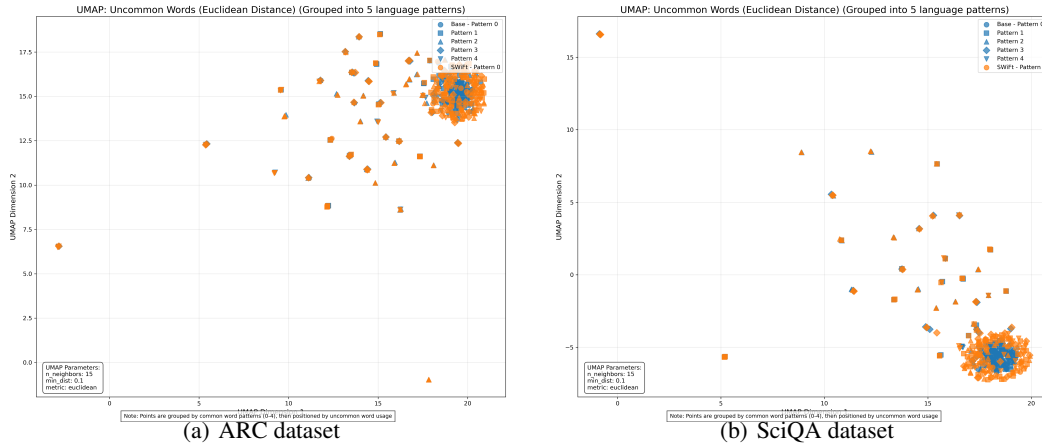 UMAP: Uncommon Words (Euclidean Distance) (Grouped into 5 language patterns)
Base - Pattern 0
Pattern 1
Pattern 2
Pattern 3
Pattern 4
SWiFt - Pattern 0
17.5
15.0
12.5
10.0
7.5
5.0
2.5
0.0
UMAP Dimension 2
UMAP Parameters:
n_neighbors: 15
min_dist: 0.1
metric: euclidean
0
5
10
15
20
Note: Points are grouped by common word patterns (0-4), then positioned by uncommon word usage
(a) ARC dataset
UMAP: Uncommon Words (Euclidean Distance) (Grouped into 5 language patterns)
Base - Pattern 0
Pattern 1
Pattern 2
Pattern 3
Pattern 4
SWiFt - Pattern
15
10
5
0
−5
UMAP Dimension 2
UMAP Parameters:
n_neighbors: 15
min_dist: 0.1
metric: euclidean
0
5
10
15
20
Note: Points are grouped by common word patterns (0-4), then positioned by uncommon word usage
(b) SciQA dataset